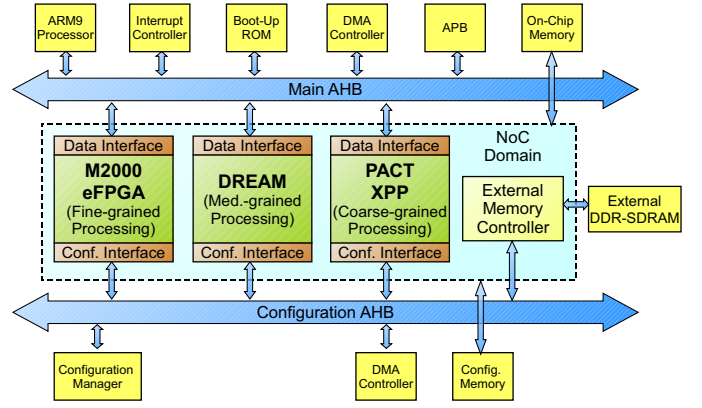 ARM9
Processor
Interrupt
Controller
Boot-Up
ROM
DMA
Controller
APB
On-Chip
Memory
Main AHB
NoC
Domain
Data Interface
M2000
eFPGA
(Fine-grained
Processing)
Conf. Interface
Data Interface
DREAM
(Med.-grained
Processing)
Conf. Interface
Data Interface
PACT
XPP
(Coarse-grained
Processing)
Conf. Interface
External
Memory
Controller
External
DDR-SDRAM
Configuration AHB
Configuration
Manager
DMA
Controller
Config.
Memory